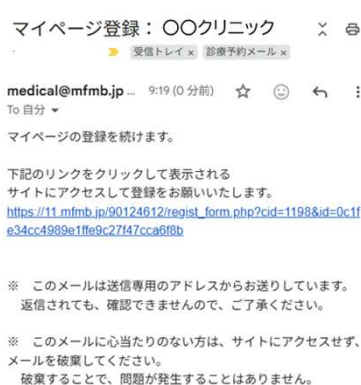 マイページ登録： 〇〇クリニック
受信トレイ × 診療予約メール ×
medical@mfmb.jp ... 9:19 (0 分前)
To 自分
マイページの登録を続けます。
下記のリンクをクリックして表示される
サイトにアクセスして登録をお願いいたします。
https://11.mfmb.jp/90124612/regist_form.php?cid=1198&id=0c1f
e34cc4989e1ffe9c27f47cca6f8b
※　このメールは送信専用のアドレスからお送りしています。
返信されても、確認できませんので、ご了承ください。
※　このメールに心当たりのない方は、サイトにアクセスせず、
メールを破棄してください。
破棄することで、問題が発生することはありません。